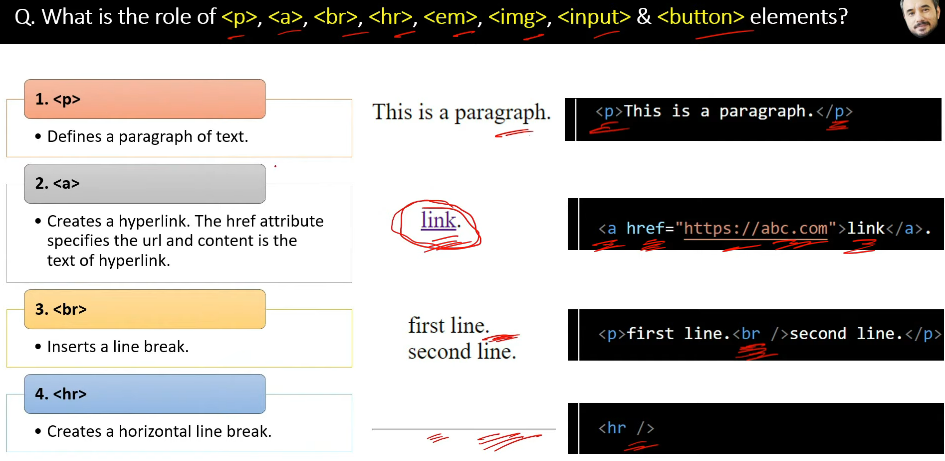 Q. What is the role of <p>, <a>, <br>, <hr>, <em>, <img>, <input> & <button> elements?
1. <p>
• Defines a paragraph of text.
This is a paragraph.
<p>This is a paragraph.</p>
2. <a>
• Creates a hyperlink. The href attribute
specifies the url and content is the
text of hyperlink.
link.
<a href="https://abc.com">link</a>.
3. <br>
• Inserts a line break.
first line.
second line.
<p>first line.<br />second line.</p>
4. <hr>
• Creates a horizontal line break.
<hr />